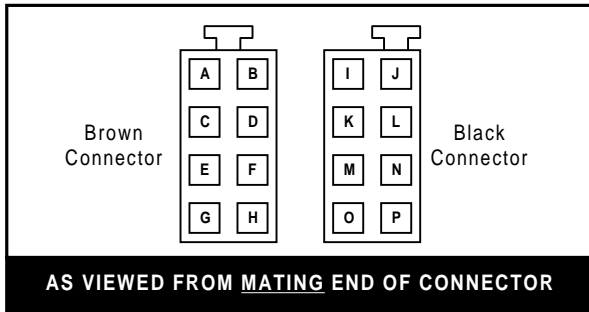 A B I J
C D K L
Brown Connector
Black Connector
E F M N
G H O P
AS VIEWED FROM MATING END OF CONNECTOR